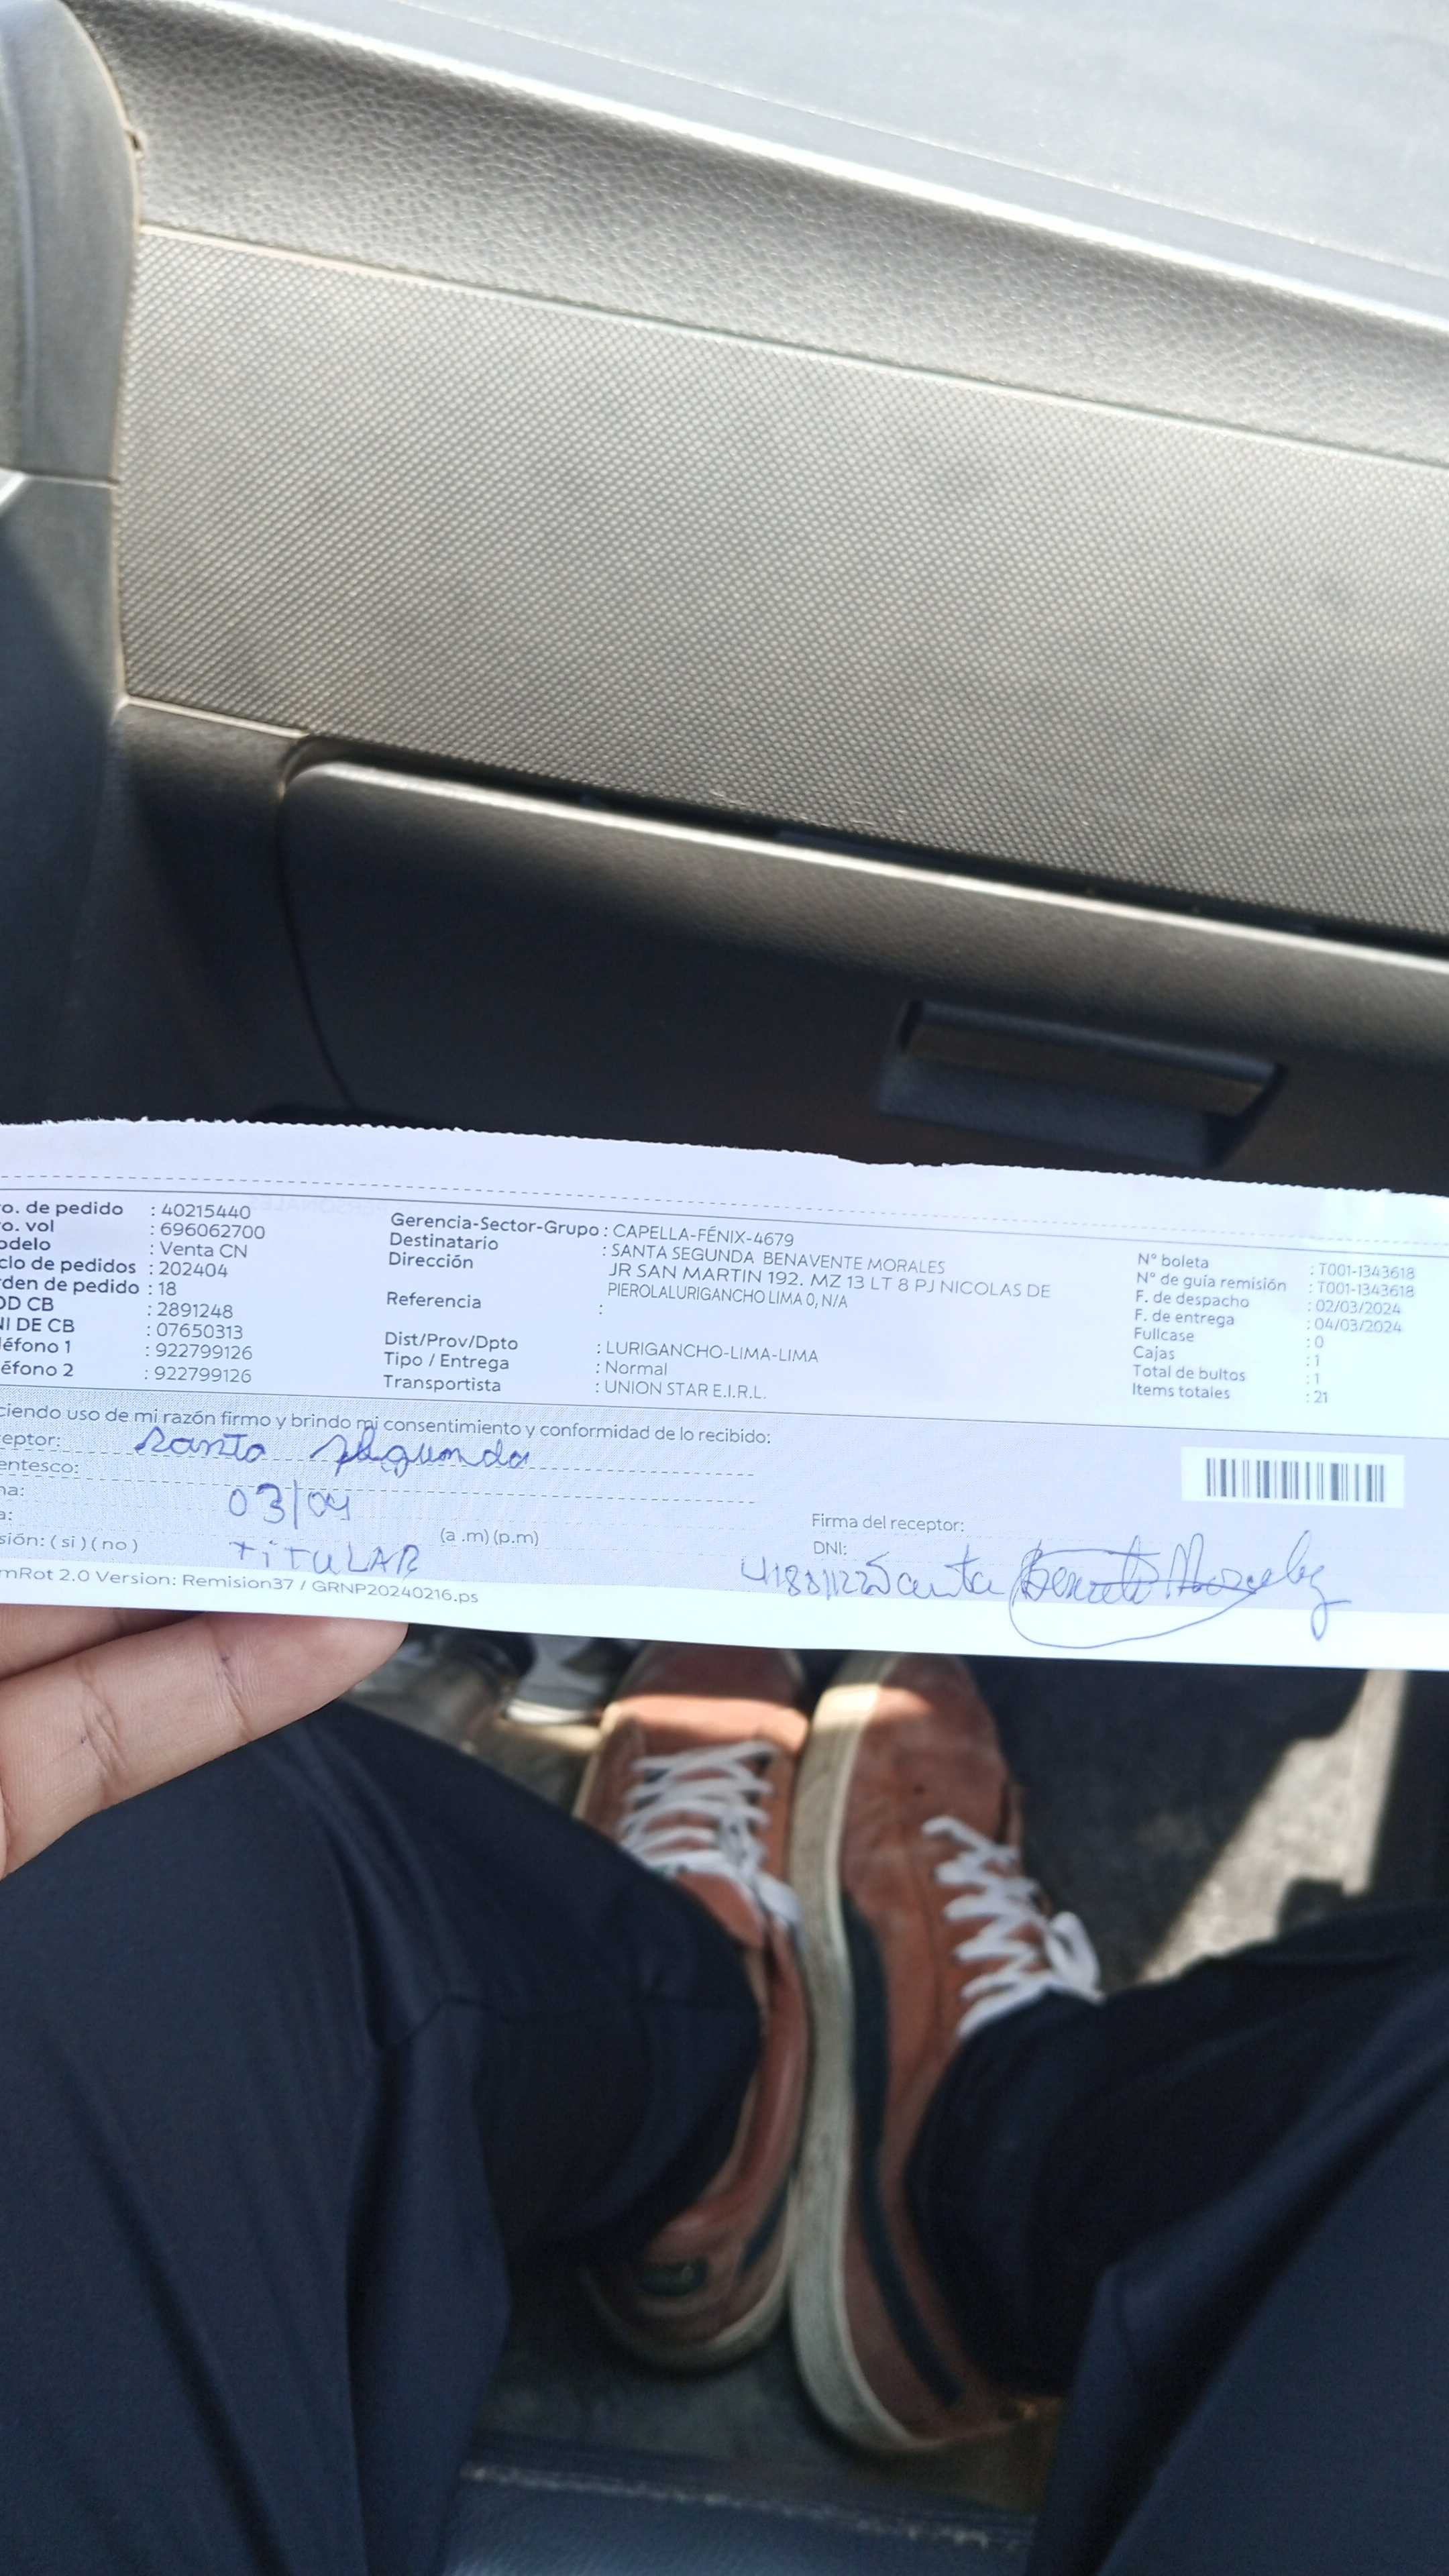 o. de pedido : 40215440
o. vol : 696062700
odelo : Venta CN
clo de pedidos : 202404
rden de pedido : 18
OD CB : 2891248
NI DE CB : 07650313
léfono 1 : 922799126
éfono 2 : 922799126
Gerencia-Sector-Grupo : CAPELLA-FÉNIX-4679
Destinatario : SANTA SEGUNDA BENAVENTE MORALES
Dirección JR SAN MARTIN 192. MZ 13 LT 8 PJ NICOLAS DE
PIEROLALURIGANCHO LIMA 0, N/A
Referencia :
Dist/Prov/Dpto : LURIGANCHO-LIMA-LIMA
Tipo / Entrega : Normal
Transportista : UNION STAR E.I.R.L.
N° boleta : T001-1343618
N° de guía remisión : T001-1343618
F. de despacho : 02/03/2024
F. de entrega : 04/03/2024
Fullcase : 0
Cajas : 1
Total de bultos : 1
Items totales : 21
ciendo uso de mi razón firmo y brindo mi consentimiento y conformidad de lo recibido:
eptor: Santa Segunda
entesco:
na: 03/04
a: (a .m) (p.m)
sión: ( si ) ( no ) TITULAR
mRot 2.0 Version: Remision37 / GRNP20240216.ps
Firma del receptor:
DNI:
Santa